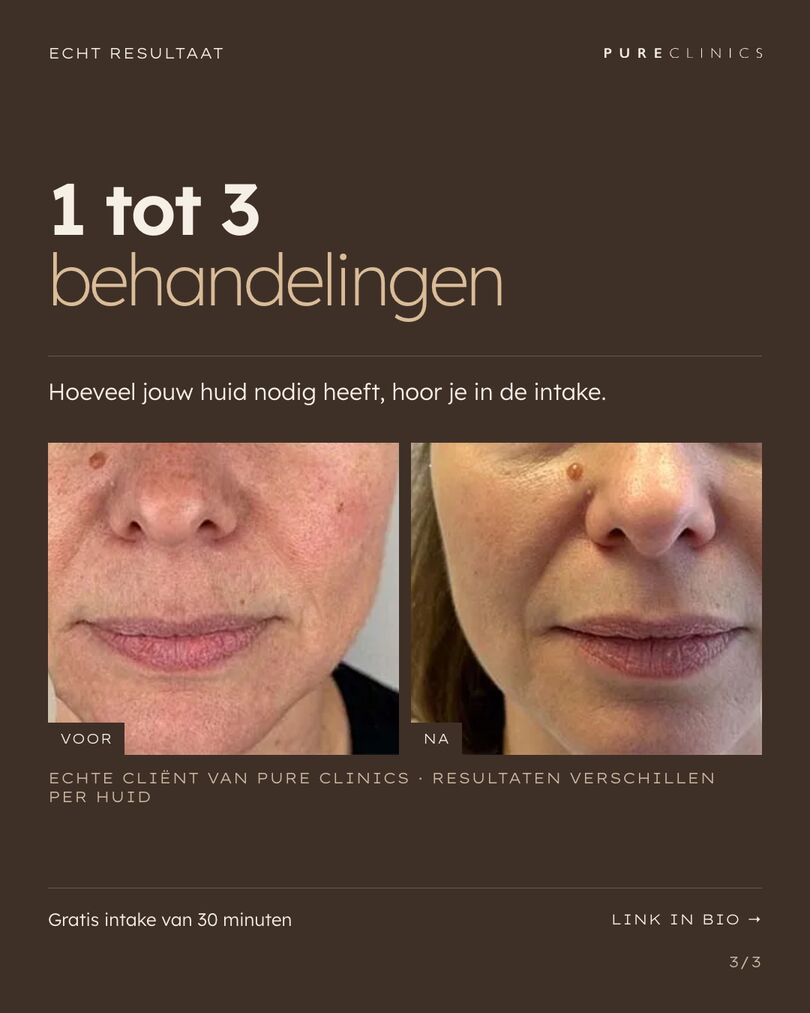 ECHT RESULTAAT
PURECLINICS
1 tot 3
behandelingen
Hoeveel jouw huid nodig heeft, hoor je in de intake.
VOOR
NA
ECHTE CLIËNT VAN PURE CLINICS · RESULTATEN VERSCHILLEN
PER HUID
Gratis intake van 30 minuten
LINK IN BIO →
3/3